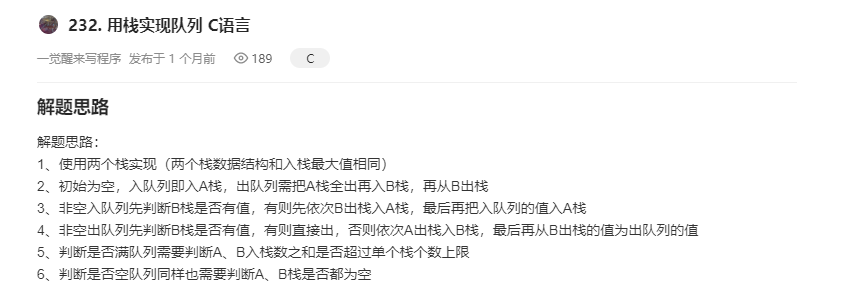 232. 用栈实现队列 C语言
一觉醒来写程序 发布于 1 个月前 189 C
解题思路
解题思路：
1、使用两个栈实现（两个栈数据结构和入栈最大值相同）
2、初始为空，入队列即入A栈，出队列需把A栈全出再入B栈，再从B出栈
3、非空入队列先判断B栈是否有值，有则先依次B出栈入A栈，最后再把入队列的值入A栈
4、非空出队列先判断B栈是否有值，有则直接出，否则依次A出栈入B栈，最后再从B出栈的值为出队列的值
5、判断是否满队列需要判断A、B入栈数之和是否超过单个栈个数上限
6、判断是否空队列同样也需要判断A、B栈是否都为空